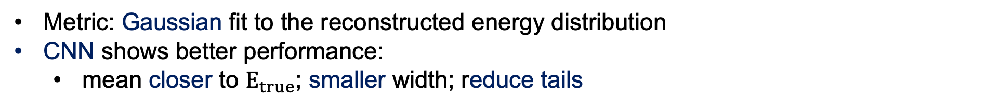 • Metric: Gaussian fit to the reconstructed energy distribution
• CNN shows better performance:
• mean closer to E_true; smaller width; reduce tails